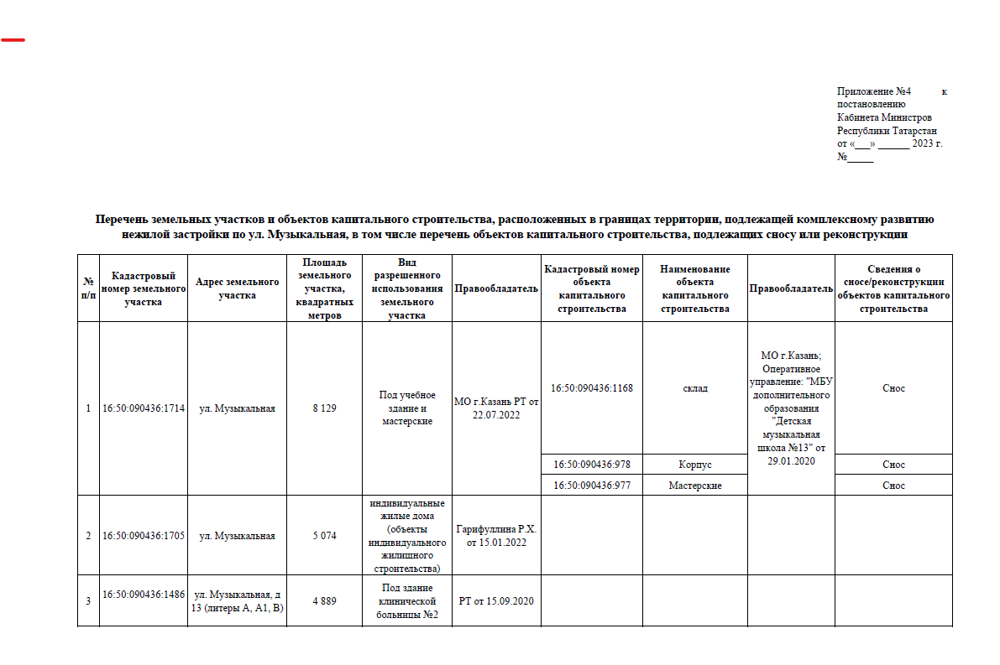 Приложение №4 к
постановлению
Кабинета Министров
Республики Татарстан
от «___» ______ 2023 г.
№_____
Перечень земельных участков и объектов капитального строительства, расположенных в границах территории, подлежащей комплексному развитию
нежилой застройки по ул. Музыкальная, в том числе перечень объектов капитального строительства, подлежащих сносу или реконструкции
№
п/п
Кадастровый
номер земельного
участка
Адрес земельного
участка
Площадь
земельного
участка,
квадратных
метров
Вид
разрешенного
использования
земельного
участка
Правообладатель
Кадастровый номер
объекта
капитального
строительства
Наименование
объекта
капитального
строительства
Правообладатель
Сведения о
сносе/реконструкции
объектов капитального
строительства
1
16:50:090436:1714
ул. Музыкальная
8 129
Под учебное
здание и
мастерские
МО г.Казань РТ от
22.07.2022
16:50:090436:1168
склад
МО г.Казань;
Оперативное
управление: "МБУ
дополнительного
образования
"Детская
музыкальная
школа №13" от
29.01.2020
Снос
16:50:090436:978
Корпус
Снос
16:50:090436:977
Мастерские
Снос
2
16:50:090436:1705
ул. Музыкальная
5 074
индивидуальные
жилые дома
(объекты
индивидуального
жилищного
строительства)
Гарифуллина Р.Х.
от 15.01.2022
3
16:50:090436:1486
ул. Музыкальная, д
13 (литеры А, А1, В)
4 889
Под здание
клинической
больницы №2
РТ от 15.09.2020